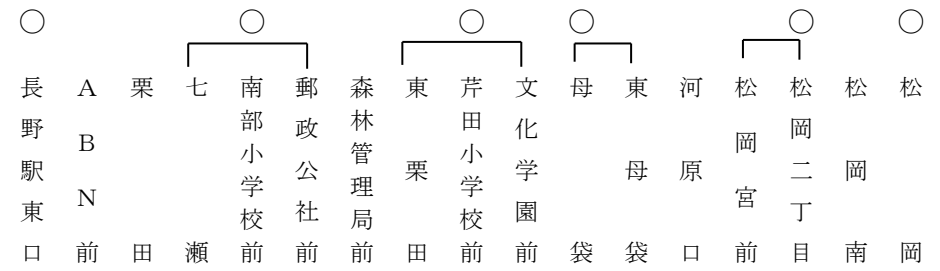 ○ ○ ○ ○ ○ ○
長野駅東口
ABN前
栗田
七瀬
南部小学校前
郵政公社前
森林管理局前
東栗田
芹田小学校前
文化学園前
母袋
東母袋
河原口
松岡宮前
松岡二丁目
松岡南
松岡